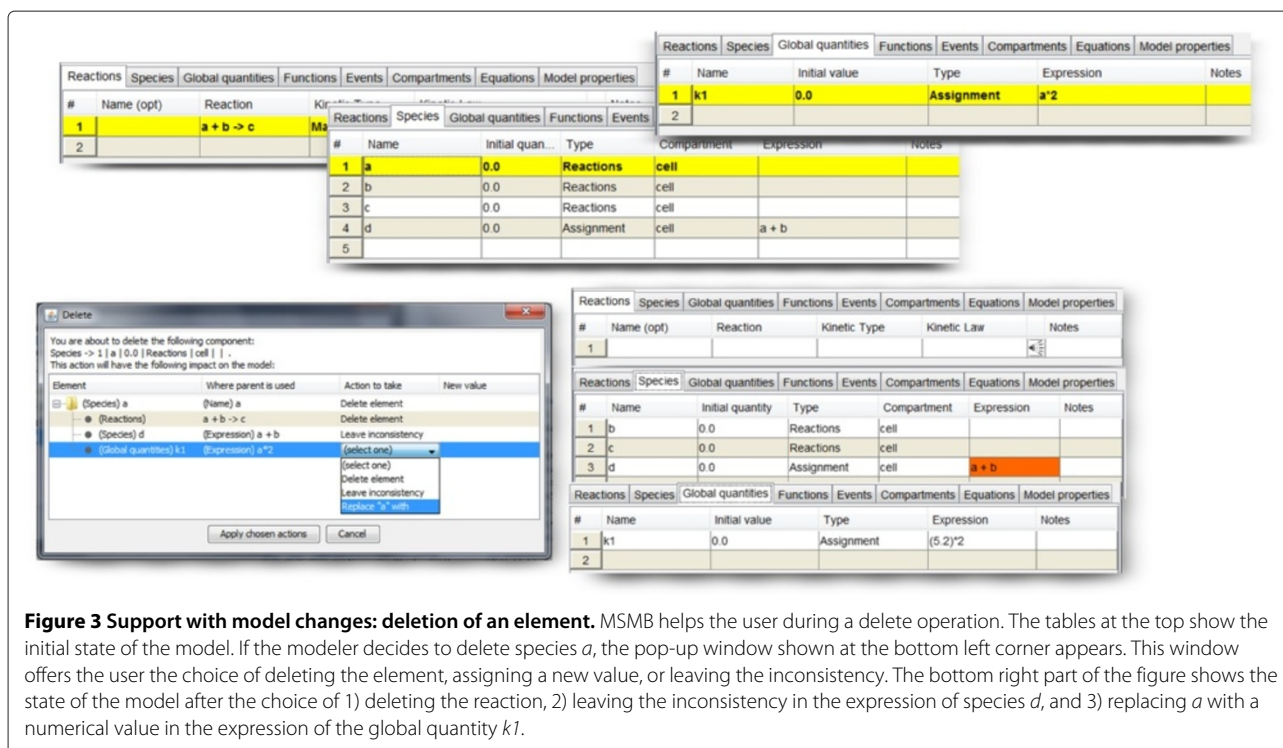 Reactions Species Global quantities Functions Events Compartments Equations Model properties
# Name (opt) Reaction
1 a + b -> c Ma
2
Reactions Species Global quantities Functions Events Compartments Equations Model properties
# Name Initial value Type Expression Notes
1 k1 0.0 Assignment a*2
2
Reactions Species Global quantities Functions Events
# Name Initial quan... Type Compartment Expression Notes
1 a 0.0 Reactions cell
2 b 0.0 Reactions cell
3 c 0.0 Reactions cell
4 d 0.0 Assignment cell a + b
5
Delete
You are about to delete the following component:
Species -> 1 | a | 0.0 | Reactions | cell | | .
This action will have the following impact on the model:
Element Where parent is used Action to take New value
(Species) a (Name) a Delete element
(Reactions) a + b -> c Delete element
(Species) d (Expression) a + b Leave inconsistency
(Global quantities) k1 (Expression) a*2 (select one)
(select one)
Delete element
Leave inconsistency
Replace "a" with
Apply chosen actions Cancel
Reactions Species Global quantities Functions Events Compartments Equations Model properties
# Name (opt) Reaction Kinetic Type Kinetic Law Notes
1
Reactions Species Global quantities Functions Events Compartments Equations Model properties
# Name Initial quantity Type Compartment Expression Notes
1 b 0.0 Reactions cell
2 c 0.0 Reactions cell
3 d 0.0 Assignment cell a + b
Reactions Species Global quantities Functions Events Compartments Equations Model properties
# Name Initial value Type Expression Notes
1 k1 0.0 Assignment (5.2)*2
2
Figure 3 Support with model changes: deletion of an element. MSMB helps the user during a delete operation. The tables at the top show the
initial state of the model. If the modeler decides to delete species a, the pop-up window shown at the bottom left corner appears. This window
offers the user the choice of deleting the element, assigning a new value, or leaving the inconsistency. The bottom right part of the figure shows the
state of the model after the choice of 1) deleting the reaction, 2) leaving the inconsistency in the expression of species d, and 3) replacing a with a
numerical value in the expression of the global quantity k1.